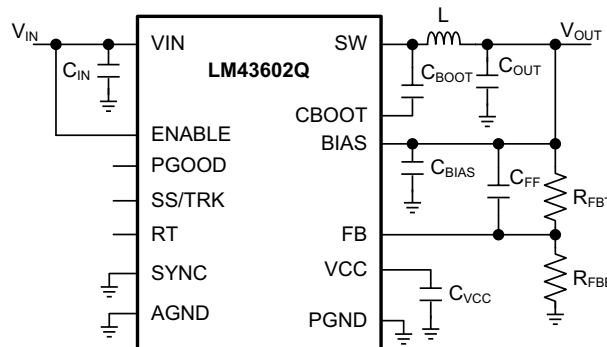 VIN
VOUT
VIN
SW
L
CIN
LM43602Q
CBOOT
COUT
CBOOT
ENABLE
BIAS
PGOOD
CBIAS
CFF
RFBT
SS/TRK
RT
FB
SYNC
VCC
RFBB
CVCC
AGND
PGND